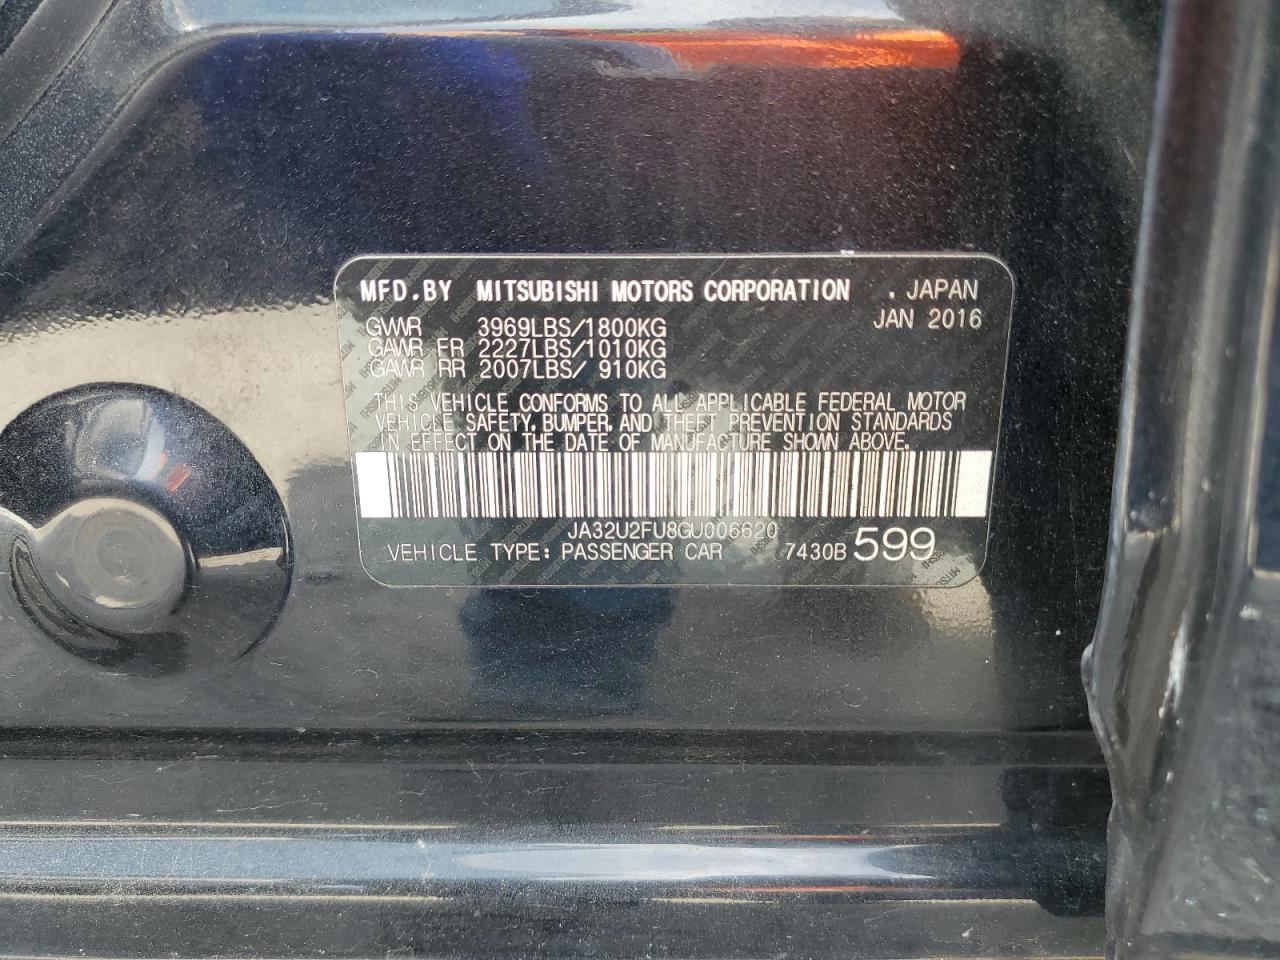 MFD.BY MITSUBISHI MOTORS CORPORATION . JAPAN
JAN 2016
GVWR 3969LBS/1800KG
GAWR FR 2227LBS/1010KG
GAWR RR 2007LBS/ 910KG
THIS VEHICLE CONFORMS TO ALL APPLICABLE FEDERAL MOTOR
VEHICLE SAFETY, BUMPER, AND THEFT PREVENTION STANDARDS
IN EFFECT ON THE DATE OF MANUFACTURE SHOWN ABOVE.
JA32U2FU8GU006620
VEHICLE TYPE: PASSENGER CAR 7430B 599